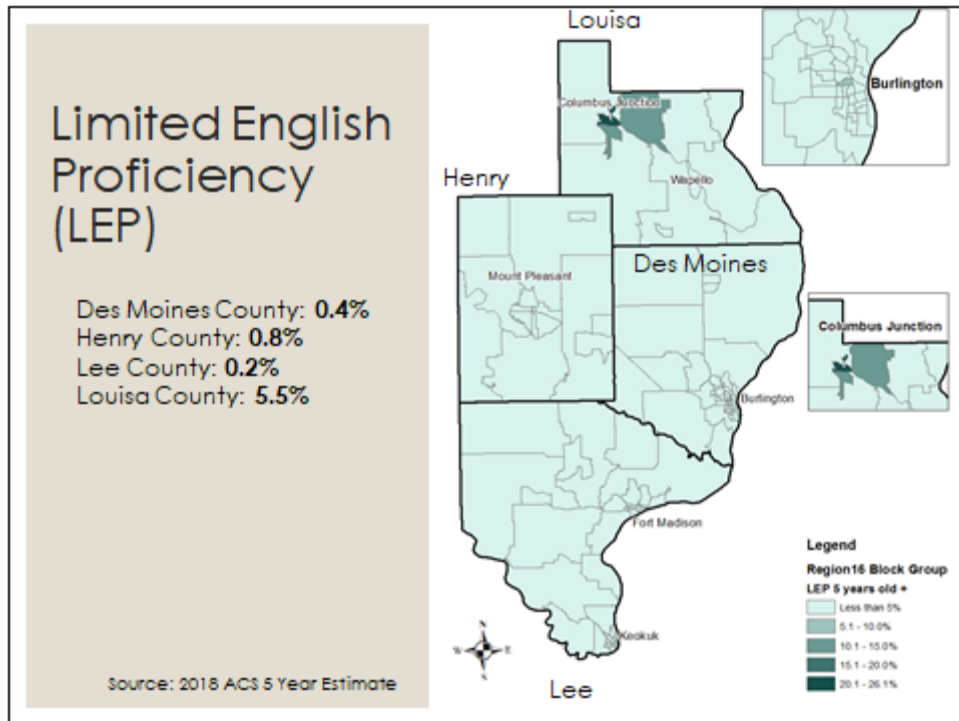 Limited English
Proficiency
(LEP)
Des Moines County: 0.4%
Henry County: 0.8%
Lee County: 0.2%
Louisa County: 5.5%
Source: 2018 ACS 5 Year Estimate
Louisa
Burlington
Columbus Junction
Henry
Wapello
Des Moines
Mount Pleasant
Columbus Junction
Burlington
Fort Madison
Keokuk
Lee
N
W
E
S
Legend
Region16 Block Group
LEP 5 years old +
Less than 5%
5.1 - 10.0%
10.1 - 15.0%
15.1 - 20.0%
20.1 - 26.1%